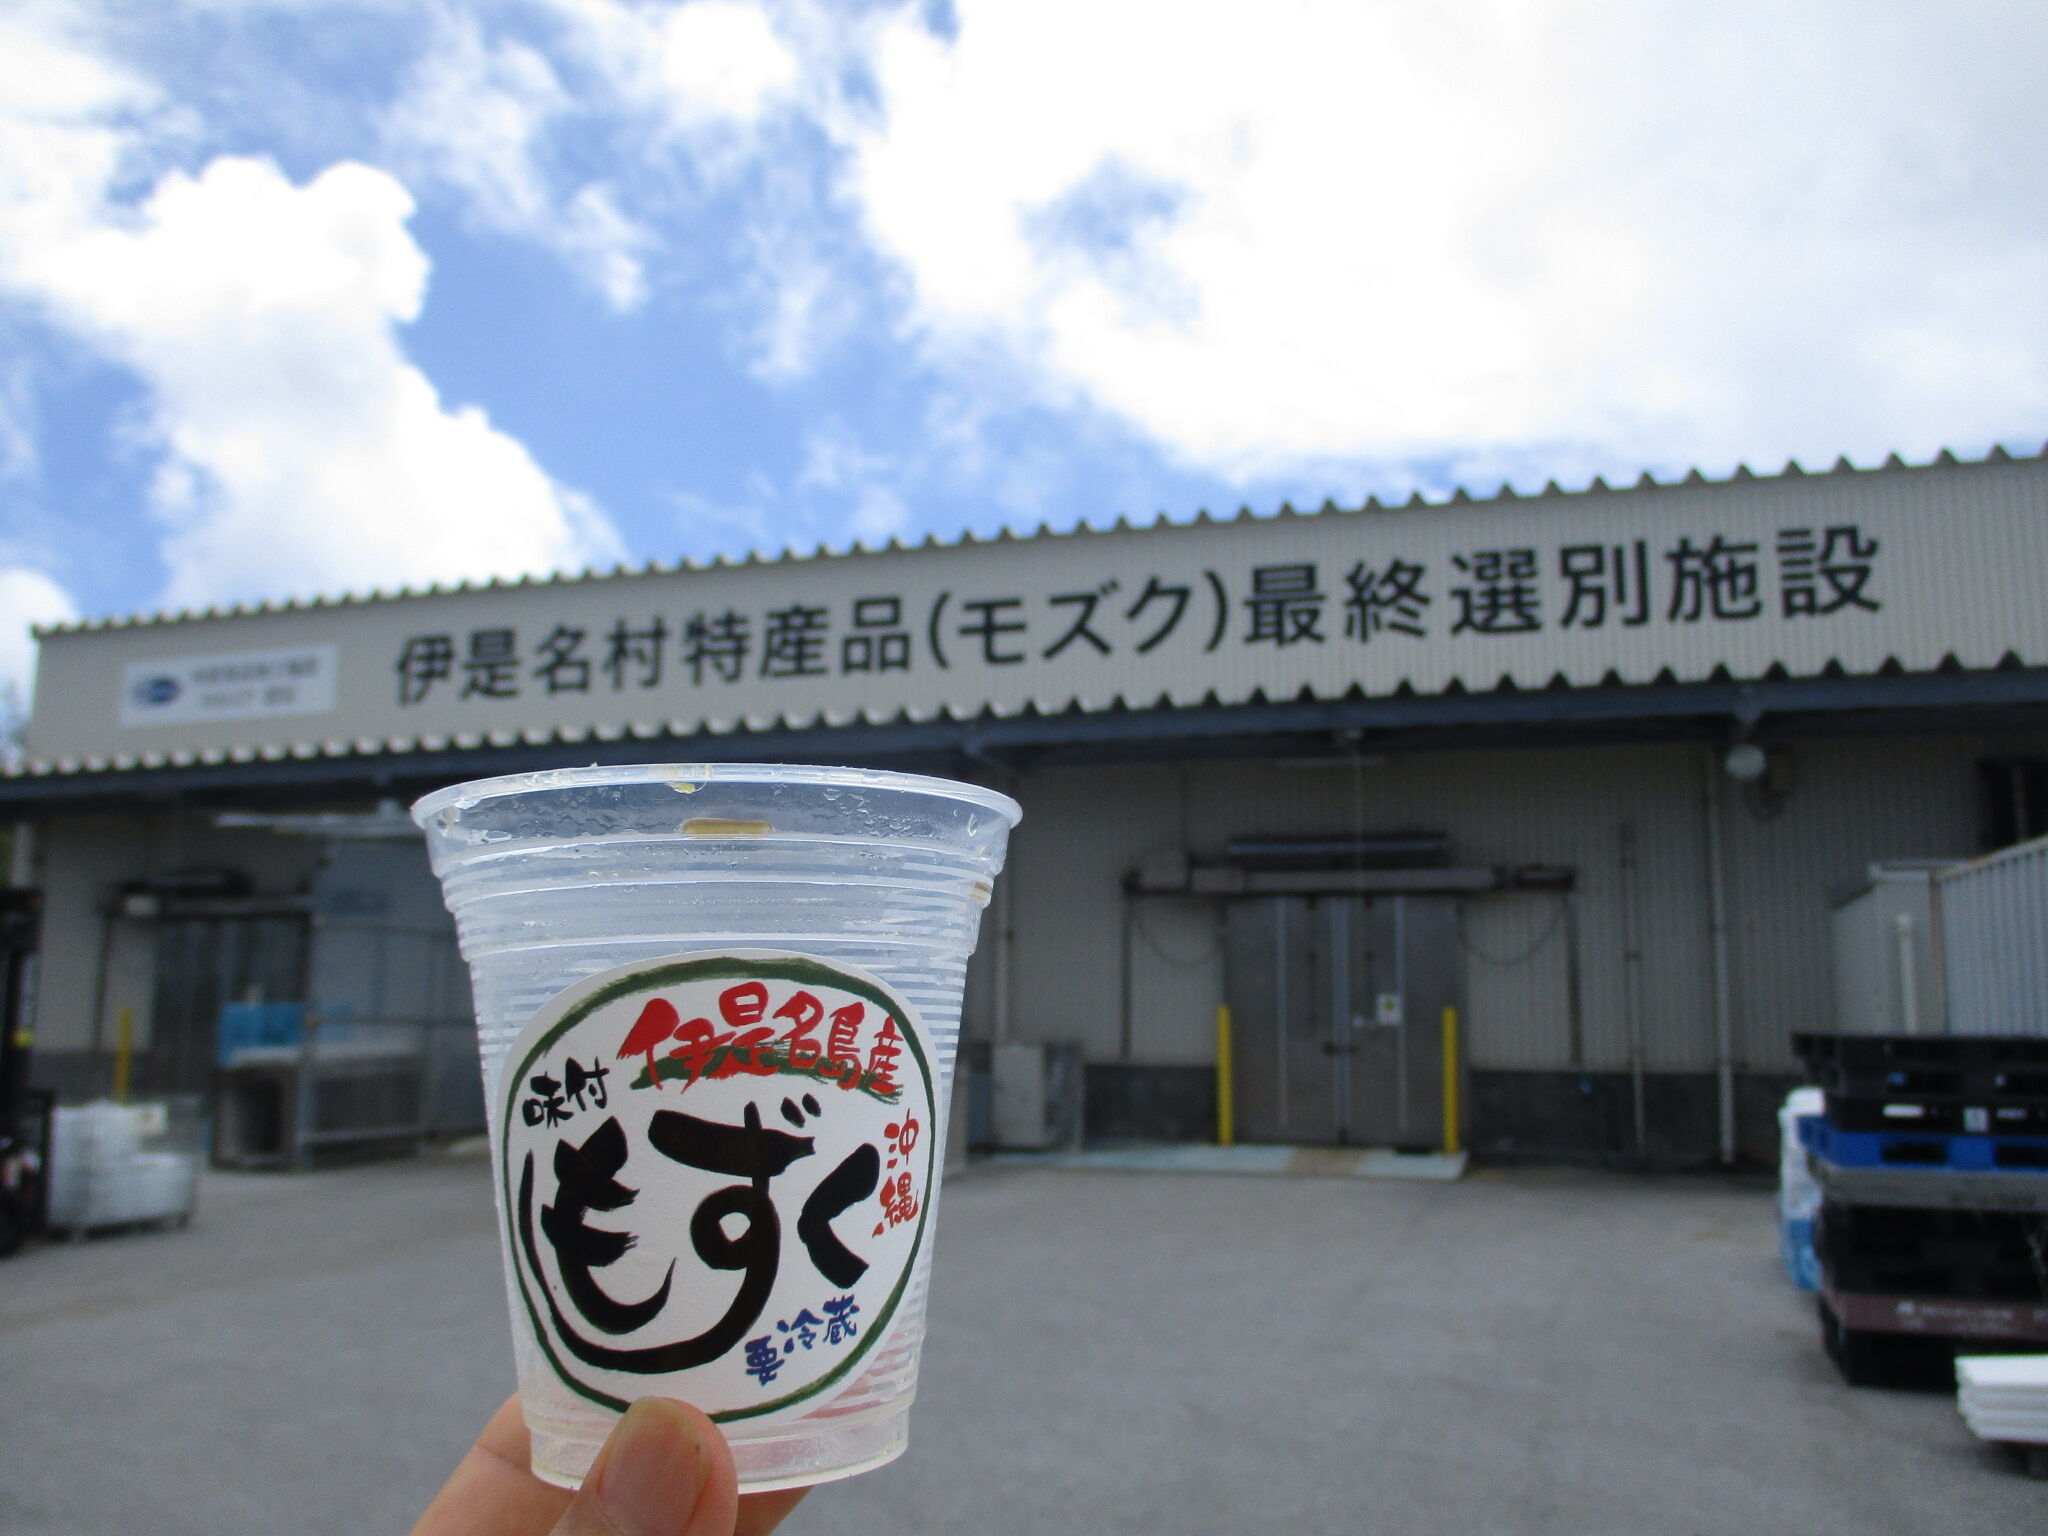 伊是名村特産品(モズク)最終選別施設
伊是名島産
味付
もずく
沖縄
要冷蔵